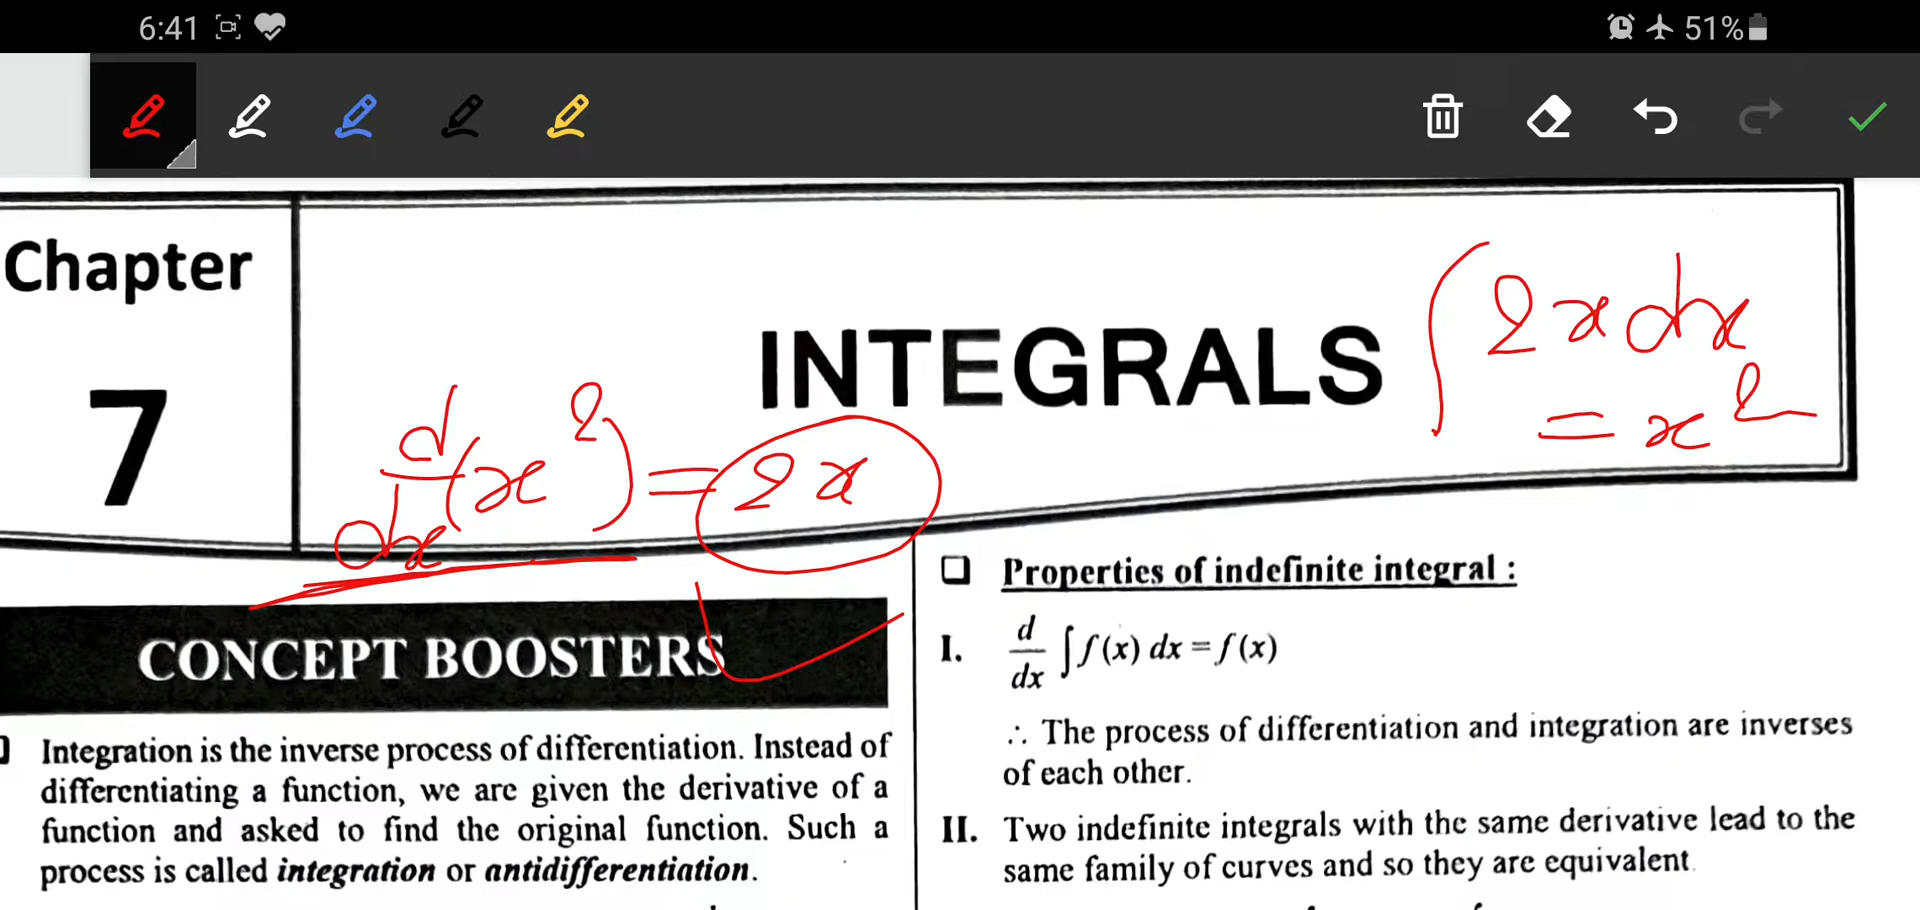 6:41
51%
Chapter
7
INTEGRALS
∫ 2x dx
= x²
d/dx (x²) = 2x
CONCEPT BOOSTERS
Integration is the inverse process of differentiation. Instead of
differentiating a function, we are given the derivative of a
function and asked to find the original function. Such a
process is called integration or antidifferentiation.
❑ Properties of indefinite integral :
I. d/dx ∫ f (x) dx = f (x)
∴ The process of differentiation and integration are inverses
of each other.
II. Two indefinite integrals with the same derivative lead to the
same family of curves and so they are equivalent